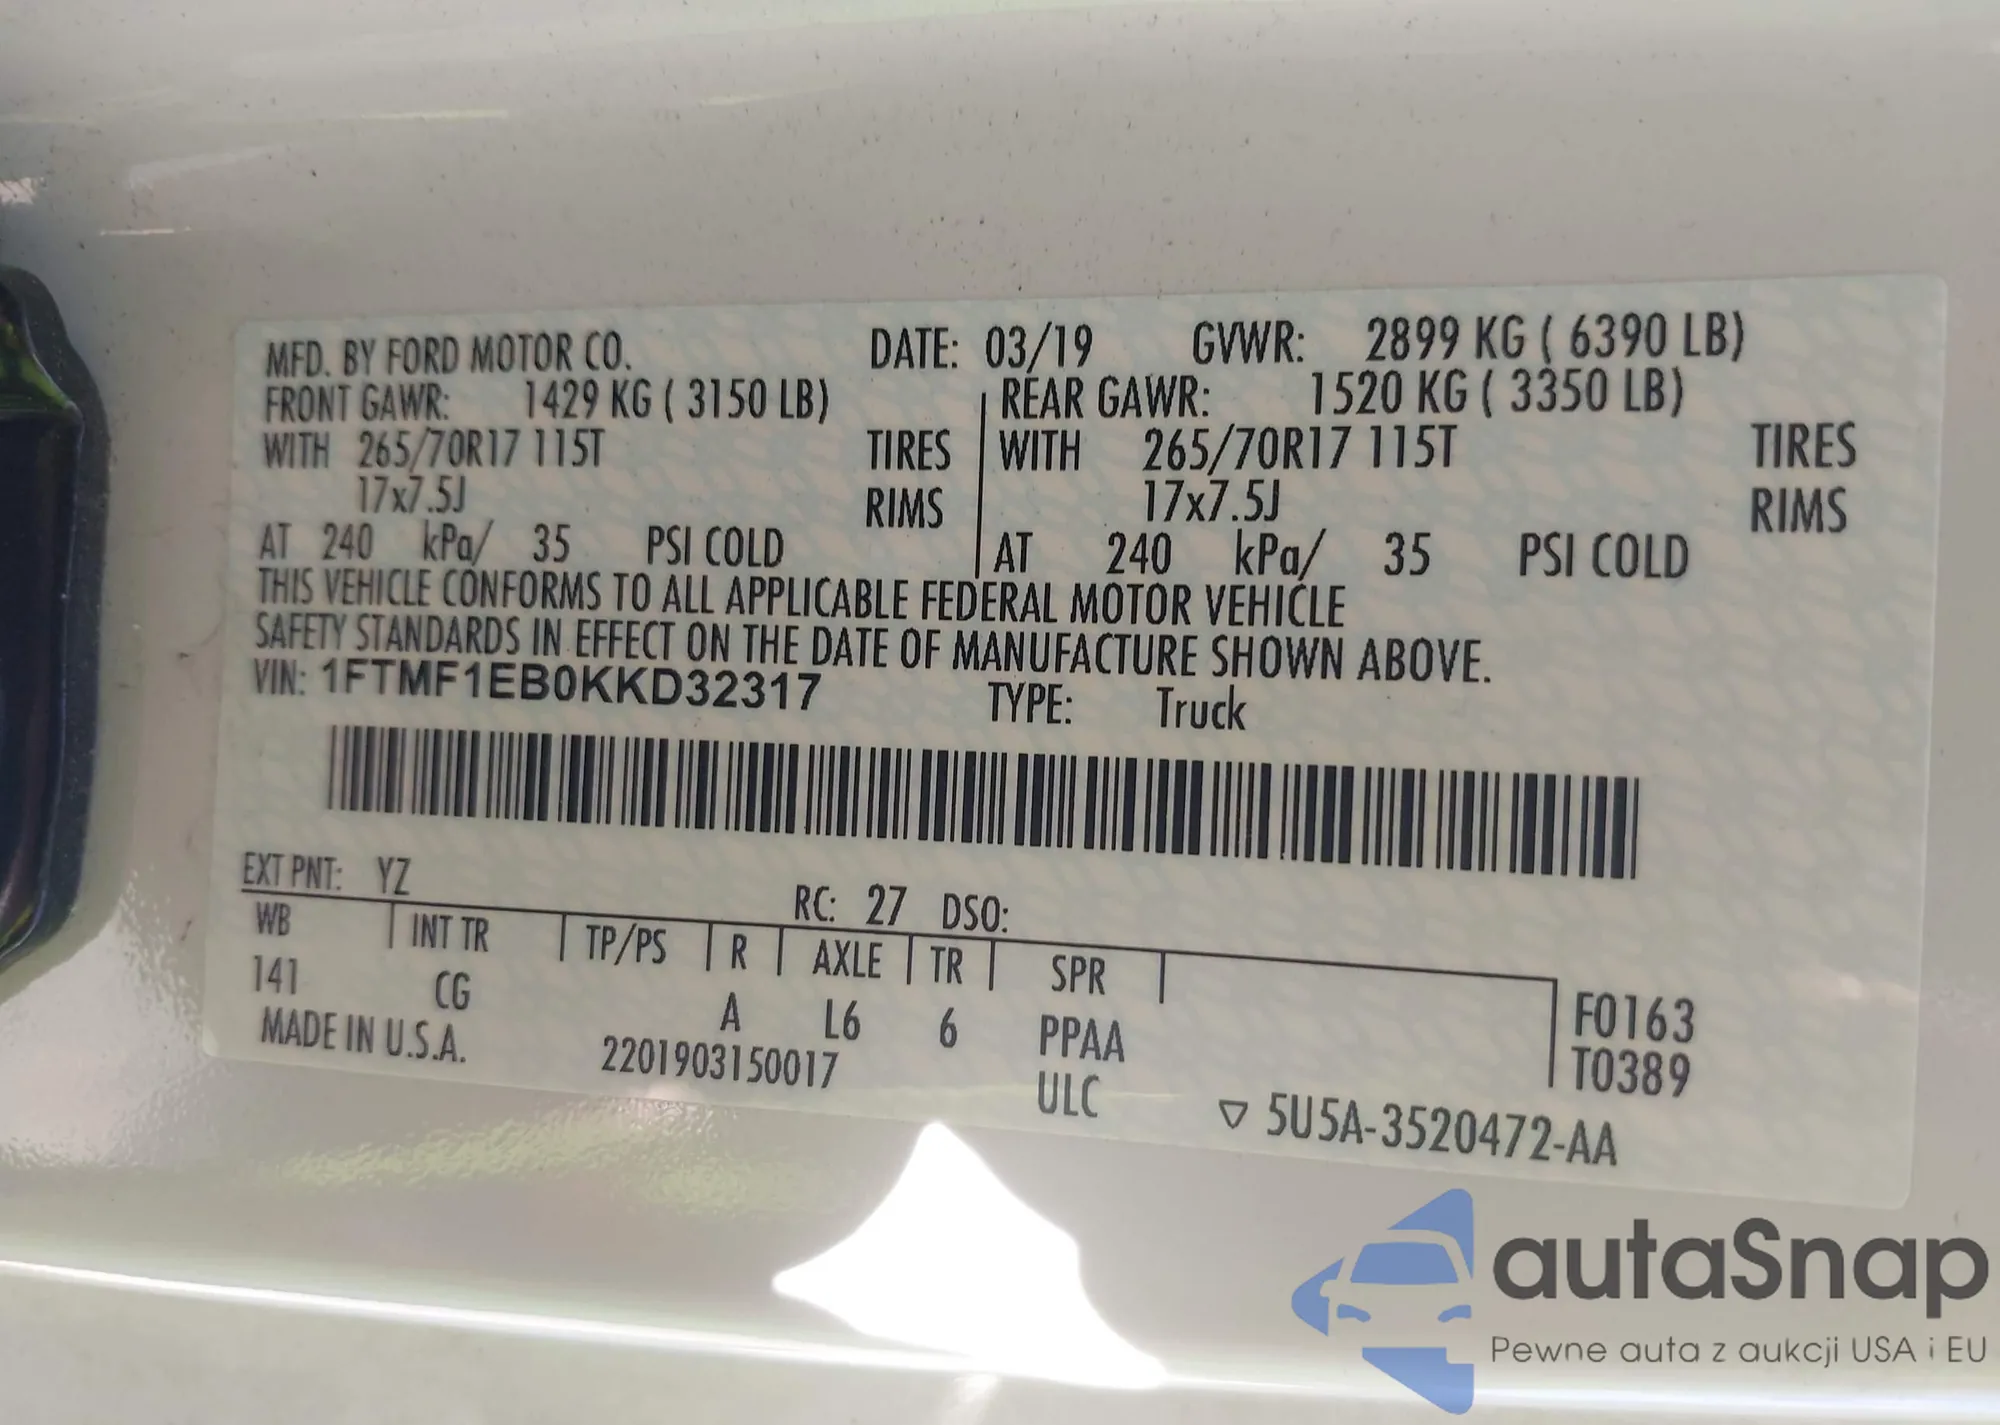 MFD. BY FORD MOTOR CO. DATE: 03/19 GVWR: 2899 KG ( 6390 LB)
FRONT GAWR: 1429 KG ( 3150 LB) REAR GAWR: 1520 KG ( 3350 LB)
WITH 265/70R17 115T TIRES WITH 265/70R17 115T TIRES
17x7.5J RIMS 17x7.5J RIMS
AT 240 kPa/ 35 PSI COLD AT 240 kPa/ 35 PSI COLD
THIS VEHICLE CONFORMS TO ALL APPLICABLE FEDERAL MOTOR VEHICLE
SAFETY STANDARDS IN EFFECT ON THE DATE OF MANUFACTURE SHOWN ABOVE.
VIN: 1FTMF1EB0KKD32317 TYPE: Truck
EXT PNT: YZ RC: 27 DSO:
WB INT TR TP/PS R AXLE TR SPR
141 CG A L6 6 PPAA F0163
MADE IN U.S.A. 2201903150017 ULC T0389
▽ 5U5A-3520472-AA
autaSnap
Pewne auta z aukcji USA i EU